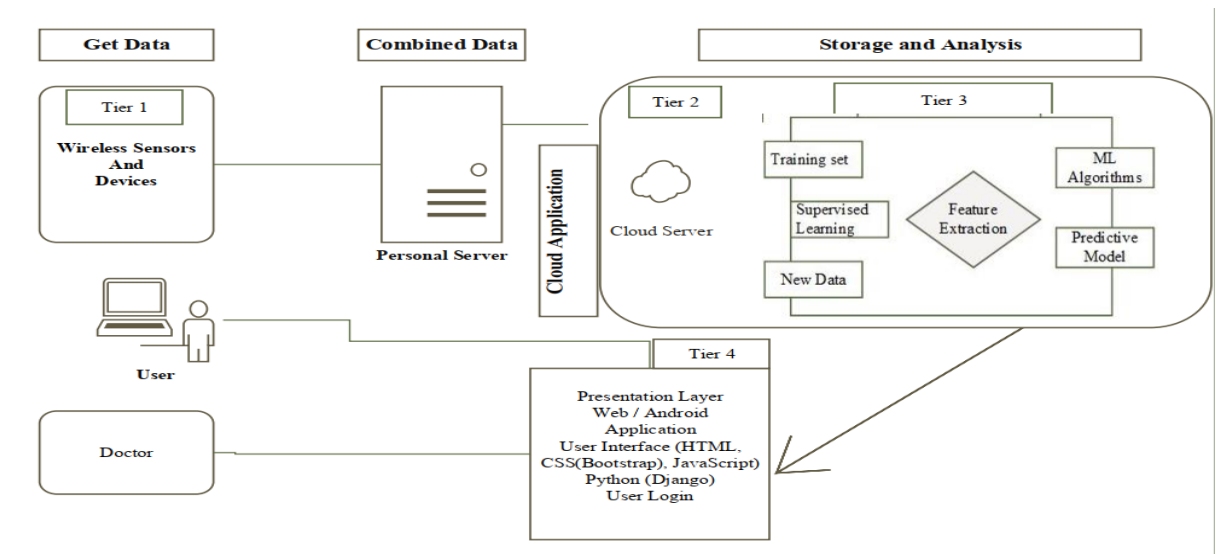 Get Data
Combined Data
Storage and Analysis
Tier 1
Wireless Sensors
And
Devices
Personal Server
Cloud Application
Tier 2
Cloud Server
Tier 3
Training set
Supervised
Learning
New Data
Feature
Extraction
ML
Algorithms
Predictive
Model
User
Doctor
Tier 4
Presentation Layer
Web / Android
Application
User Interface (HTML,
CSS(Bootstrap), JavaScript)
Python (Django)
User Login